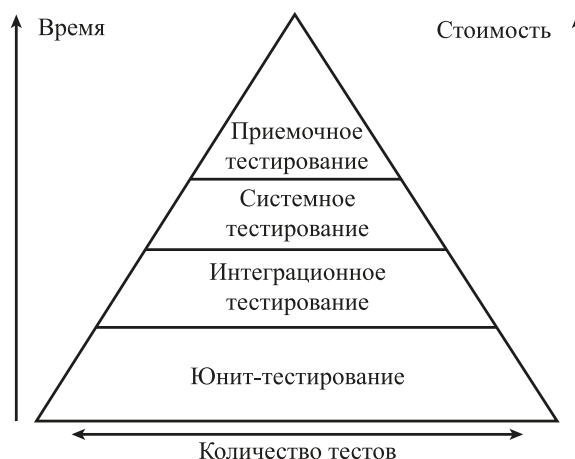 Время
Стоимость
Приемочное
тестирование
Системное
тестирование
Интеграционное
тестирование
Юнит-тестирование
Количество тестов